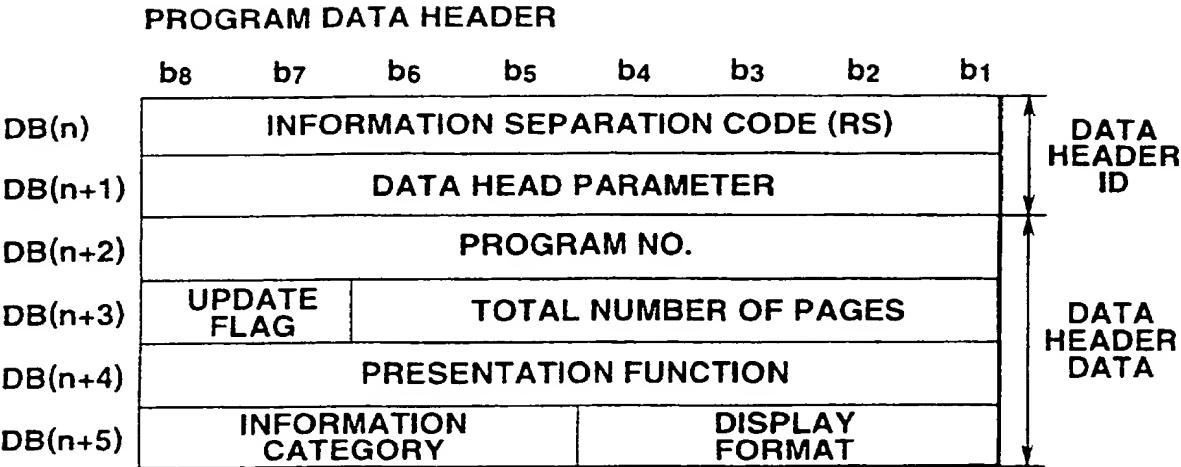 PROGRAM DATA HEADER
b8 b7 b6 b5 b4 b3 b2 b1
DB(n) INFORMATION SEPARATION CODE (RS)
DB(n+1) DATA HEAD PARAMETER
DATA
HEADER
ID
DB(n+2) PROGRAM NO.
DB(n+3) UPDATE
FLAG
TOTAL NUMBER OF PAGES
DB(n+4) PRESENTATION FUNCTION
DB(n+5) INFORMATION
CATEGORY
DISPLAY
FORMAT
DATA
HEADER
DATA